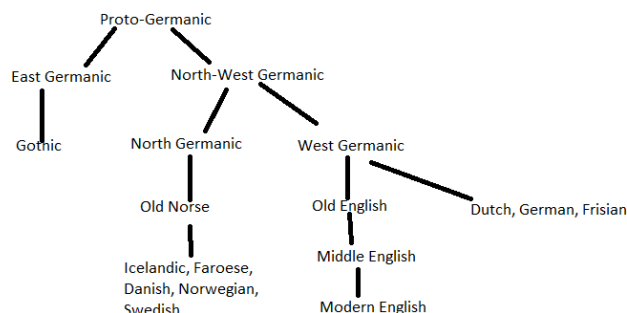 Proto-Germanic
East Germanic
North-West Germanic
Gothic
North Germanic
West Germanic
Old Norse
Old English
Dutch, German, Frisian
Icelandic, Faroese,
Danish, Norwegian,
Swedish
Middle English
Modern English